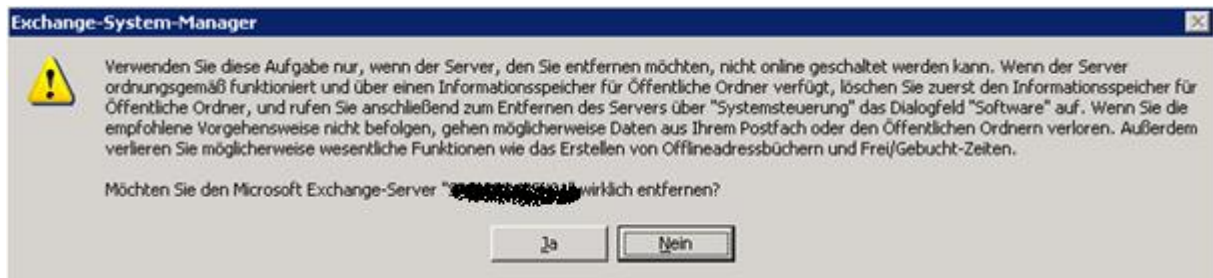 Exchange-System-Manager
Verwenden Sie diese Aufgabe nur, wenn der Server, den Sie entfernen möchten, nicht online geschaltet werden kann. Wenn der Server
ordnungsgemäß funktioniert und über einen Informationsspeicher für Öffentliche Ordner verfügt, löschen Sie zuerst den Informationsspeicher für
Öffentliche Ordner, und rufen Sie anschließend zum Entfernen des Servers über "Systemsteuerung" das Dialogfeld "Software" auf. Wenn Sie die
empfohlene Vorgehensweise nicht befolgen, gehen möglicherweise Daten aus Ihrem Postfach oder den Öffentlichen Ordnern verloren. Außerdem
verlieren Sie möglicherweise wesentliche Funktionen wie das Erstellen von Offlineadressbüchern und Frei/Gebucht-Zeiten.
Möchten Sie den Microsoft Exchange-Server " " wirklich entfernen?
Ja
Nein